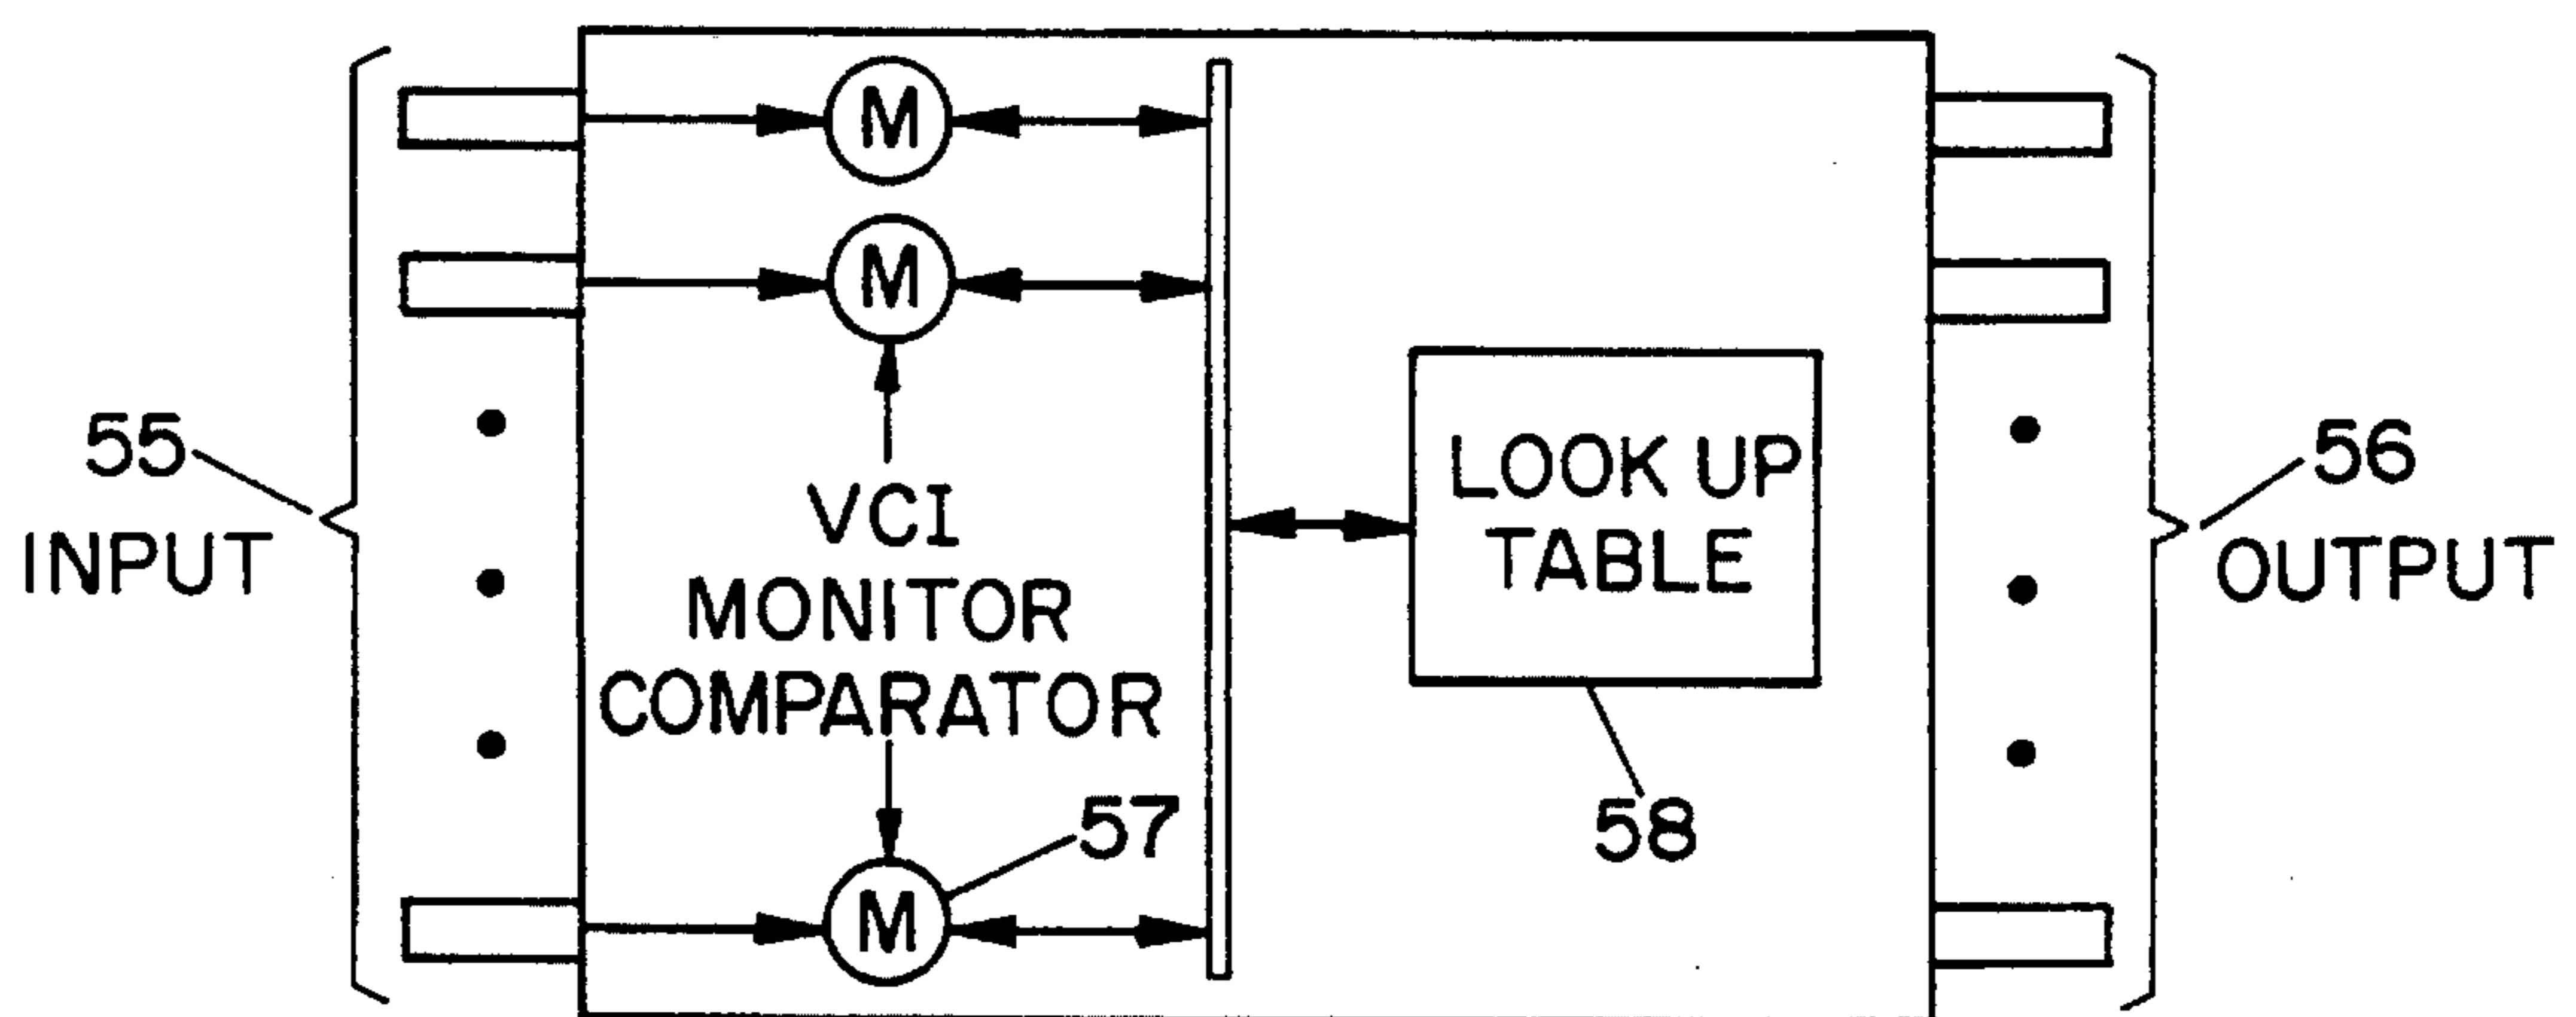 M
M
55
INPUT
VCI
MONITOR
COMPARATOR
LOOK UP
TABLE
56
OUTPUT
57
58
M